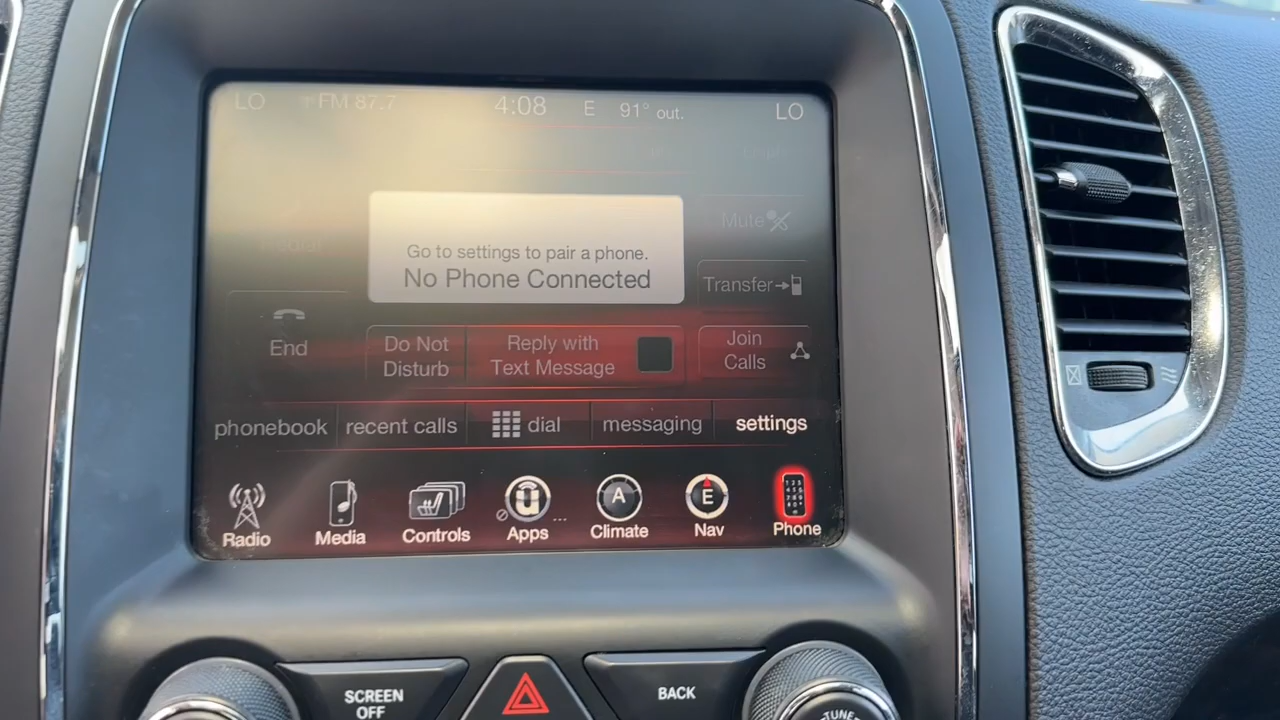 LO FM 87.7 4:08 E 91° out. LO
Mute
Go to settings to pair a phone.
No Phone Connected
Transfer
End
Do Not
Disturb
Reply with
Text Message
Join
Calls
phonebook recent calls dial messaging settings
A E
Radio Media Controls Apps ... Climate Nav Phone
SCREEN
OFF
BACK
TUNE